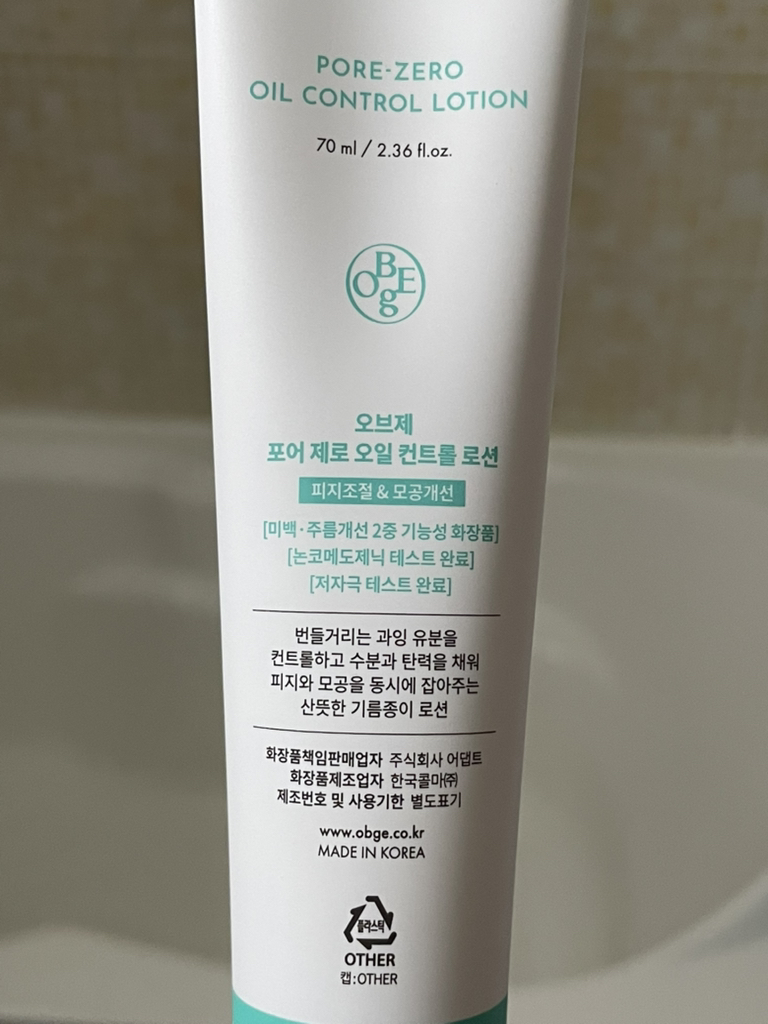 PORE-ZERO
OIL CONTROL LOTION
70 ml / 2.36 fl.oz.
OBgE
오브제
포어 제로 오일 컨트롤 로션
피지조절 & 모공개선
[미백·주름개선 2중 기능성 화장품]
[논코메도제닉 테스트 완료]
[저자극 테스트 완료]
번들거리는 과잉 유분을
컨트롤하고 수분과 탄력을 채워
피지와 모공을 동시에 잡아주는
산뜻한 기름종이 로션
화장품책임판매업자 주식회사 어댑트
화장품제조업자 한국콜마㈜
제조번호 및 사용기한 별도표기
www.obge.co.kr
MADE IN KOREA
플라스틱
OTHER
캡:OTHER